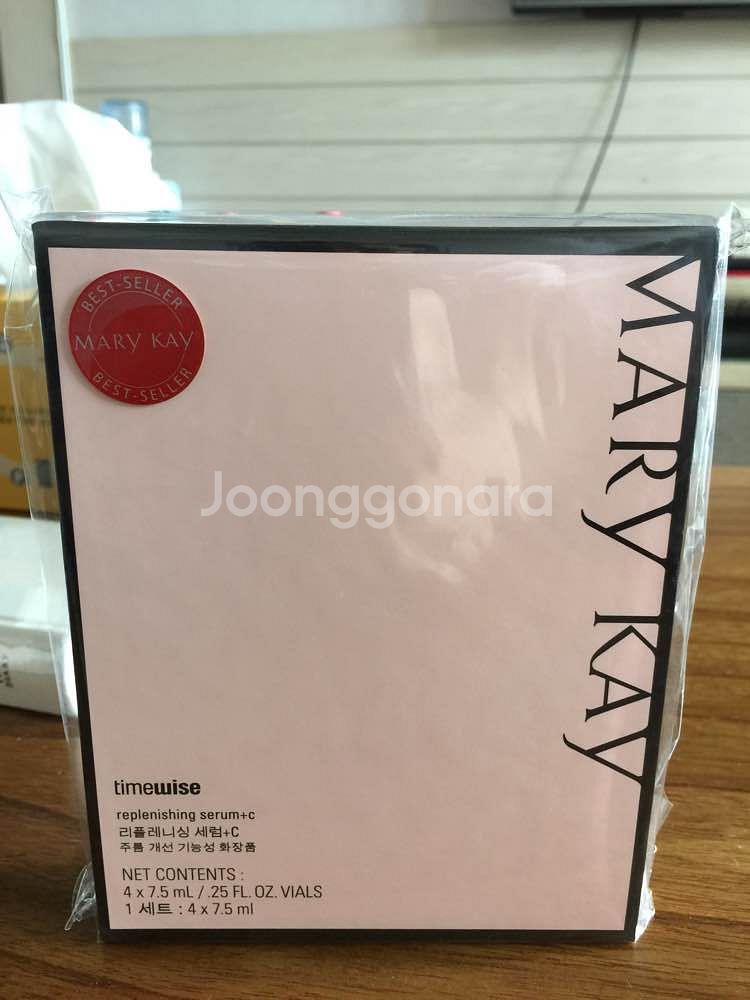 BEST-SELLER
MARY KAY
BEST-SELLER
MARY KAY
Joonggonara
timewise
replenishing serum+c
리플레니싱 세럼+C
주름 개선 기능성 화장품
NET CONTENTS :
4 x 7.5 mL / .25 FL. OZ. VIALS
1 세트 : 4 x 7.5 ml